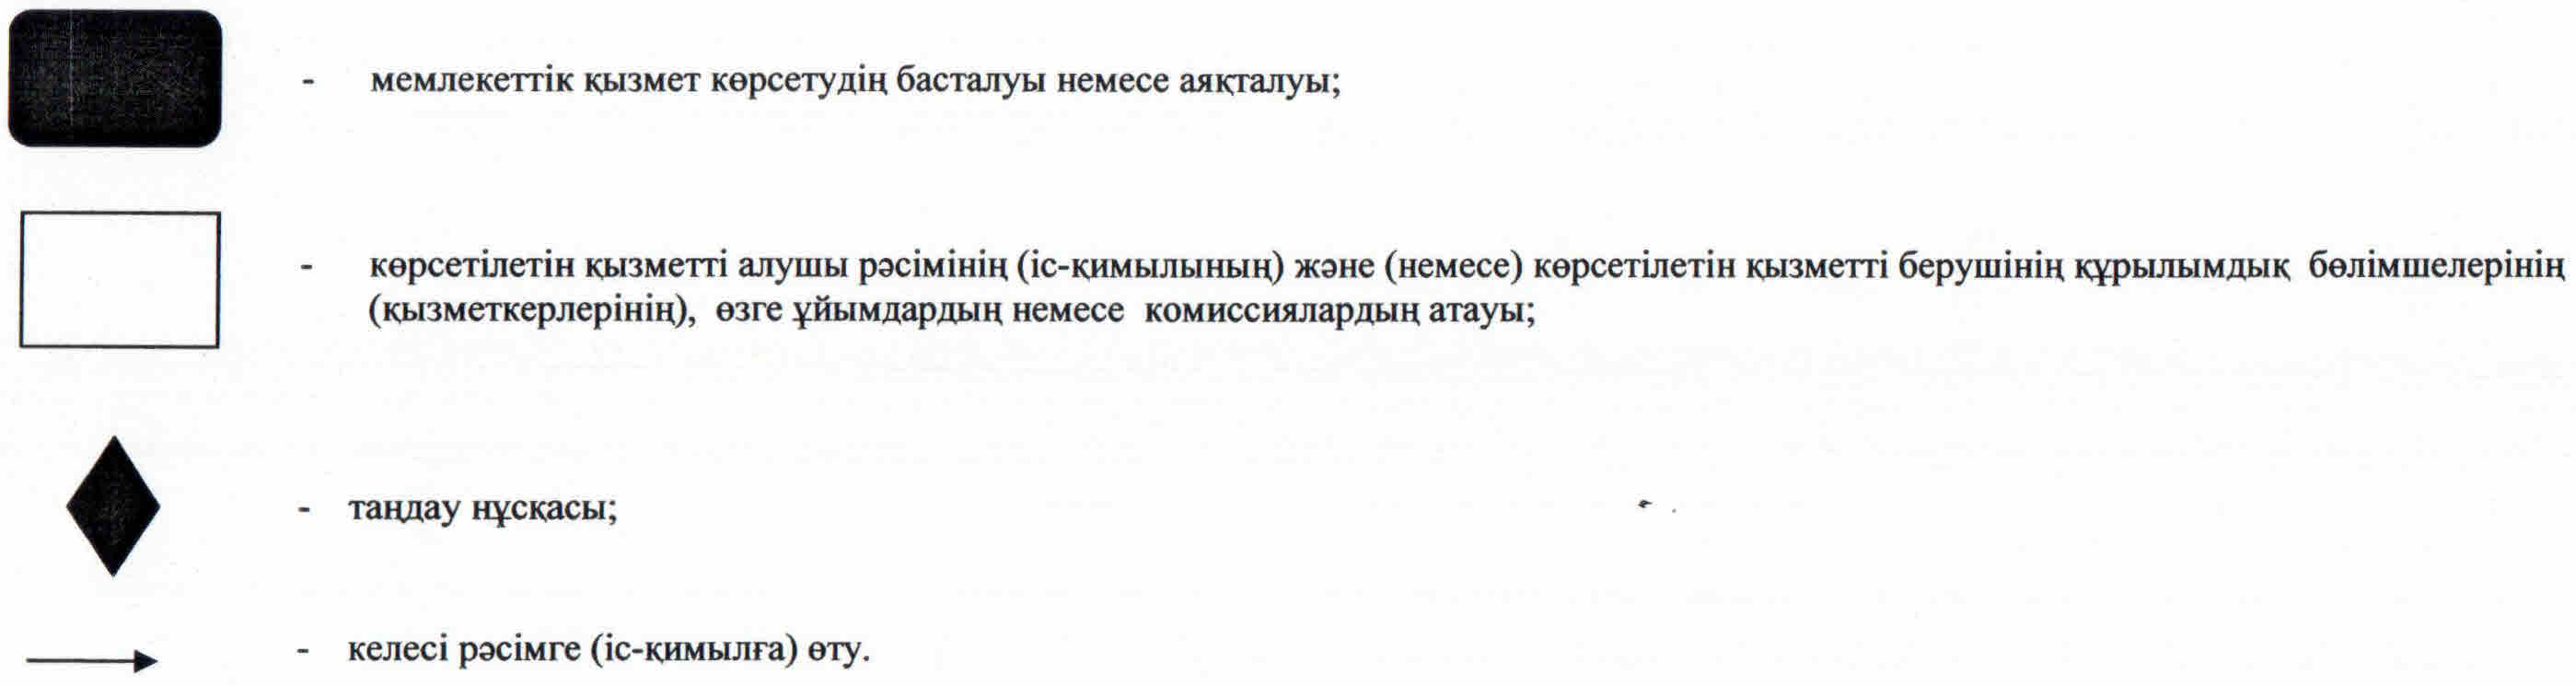 - мемлекеттік қызмет көрсетудің басталуы немесе аяқталуы;
- көрсетілетін қызметті алушы рәсімінің (іс-қимылының) және (немесе) көрсетілетін қызметті берушінің құрылымдық бөлімшелерінің
(қызметкерлерінің), өзге ұйымдардың немесе комиссиялардың атауы;
- таңдау нұсқасы;
- келесі рәсімге (іс-қимылға) өту.